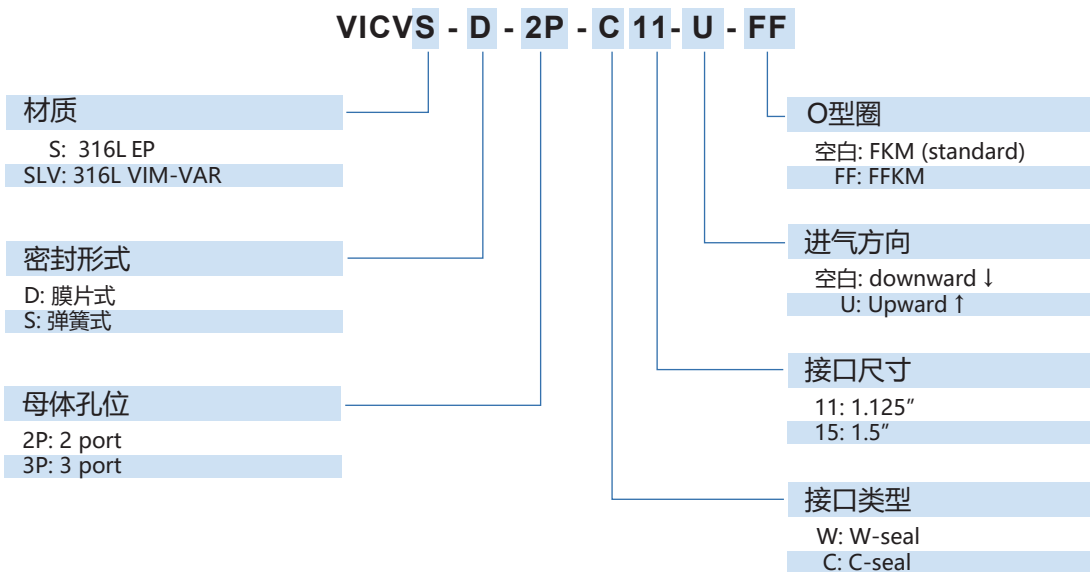 VICVS - D - 2P - C 11- U - FF
材质
S: 316L EP
SLV: 316L VIM-VAR
密封形式
D: 膜片式
S: 弹簧式
母体孔位
2P: 2 port
3P: 3 port
O型圈
空白: FKM (standard)
FF: FFKM
进气方向
空白: downward ↓
U: Upward ↑
接口尺寸
11: 1.125″
15: 1.5″
接口类型
W: W-seal
C: C-seal